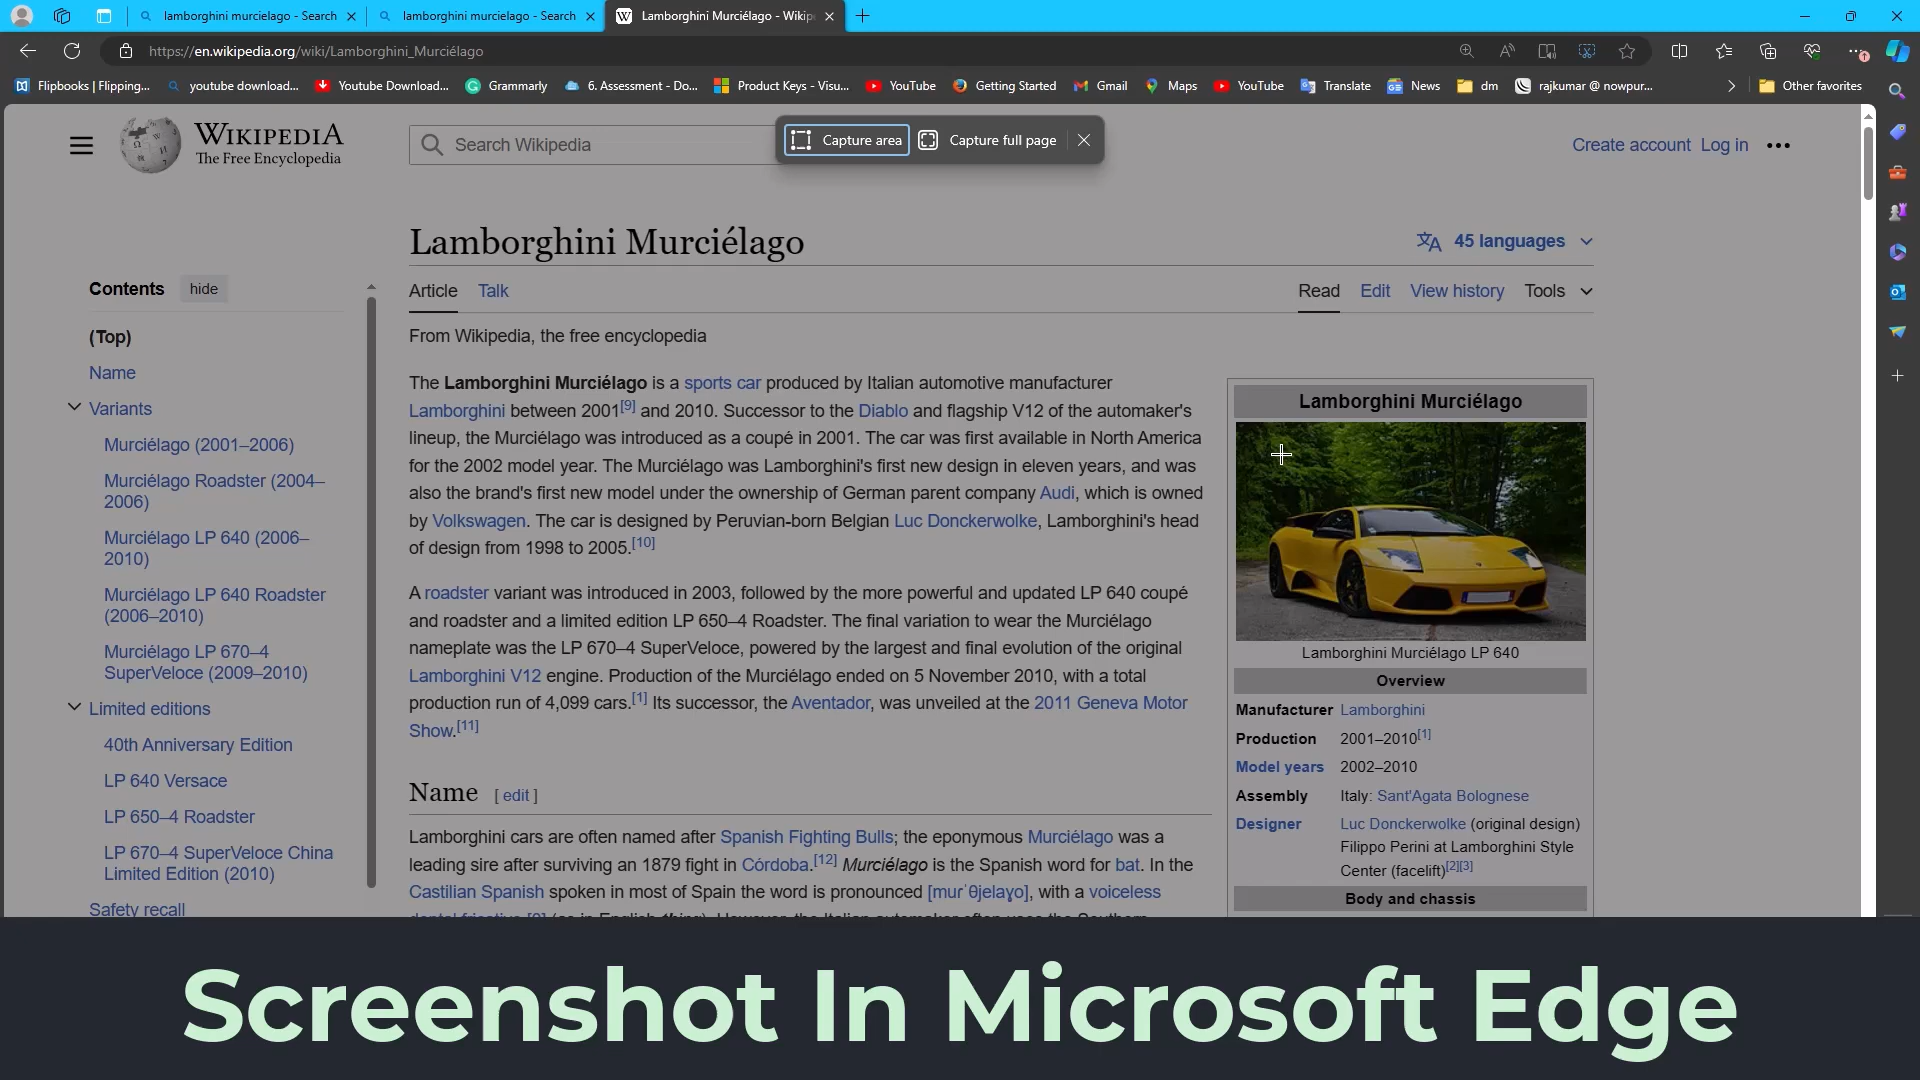 lamborghini murcielago - Search
lamborghini murcielago - Search
Lamborghini Murciélago - Wikip
https://en.wikipedia.org/wiki/Lamborghini_Murciélago
Flipbooks | Flipping...
youtube download...
Youtube Download...
Grammarly
6. Assessment - Do...
Product Keys - Visu...
YouTube
Getting Started
Gmail
Maps
YouTube
Translate
News
dm
rajkumar @ nowpur...
Other favorites
WIKIPEDIA
The Free Encyclopedia
Search Wikipedia
Capture area
Capture full page
Create account
Log in
Lamborghini Murciélago
45 languages
Contents
hide
Article
Talk
Read
Edit
View history
Tools
(Top)
Name
Variants
Murciélago (2001–2006)
Murciélago Roadster (2004–
2006)
Murciélago LP 640 (2006–
2010)
Murciélago LP 640 Roadster
(2006–2010)
Murciélago LP 670–4
SuperVeloce (2009–2010)
Limited editions
40th Anniversary Edition
LP 640 Versace
LP 650–4 Roadster
LP 670–4 SuperVeloce China
Limited Edition (2010)
Safety recall
From Wikipedia, the free encyclopedia
The Lamborghini Murciélago is a sports car produced by Italian automotive manufacturer
Lamborghini between 2001[9] and 2010. Successor to the Diablo and flagship V12 of the automaker's
lineup, the Murciélago was introduced as a coupé in 2001. The car was first available in North America
for the 2002 model year. The Murciélago was Lamborghini's first new design in eleven years, and was
also the brand's first new model under the ownership of German parent company Audi, which is owned
by Volkswagen. The car is designed by Peruvian-born Belgian Luc Donckerwolke, Lamborghini's head
of design from 1998 to 2005.[10]
A roadster variant was introduced in 2003, followed by the more powerful and updated LP 640 coupé
and roadster and a limited edition LP 650–4 Roadster. The final variation to wear the Murciélago
nameplate was the LP 670–4 SuperVeloce, powered by the largest and final evolution of the original
Lamborghini V12 engine. Production of the Murciélago ended on 5 November 2010, with a total
production run of 4,099 cars.[1] Its successor, the Aventador, was unveiled at the 2011 Geneva Motor
Show.[11]
Name [ edit ]
Lamborghini cars are often named after Spanish Fighting Bulls; the eponymous Murciélago was a
leading sire after surviving an 1879 fight in Córdoba.[12] Murciélago is the Spanish word for bat. In the
Castilian Spanish spoken in most of Spain the word is pronounced [murˈθjelaɣo], with a voiceless
dental fricative [θ] (as in English thing). However, the Italian automaker often uses the Southern
Lamborghini Murciélago
Lamborghini Murciélago LP 640
Overview
Manufacturer Lamborghini
Production 2001–2010[1]
Model years 2002–2010
Assembly Italy: Sant'Agata Bolognese
Designer Luc Donckerwolke (original design)
Filippo Perini at Lamborghini Style
Center (facelift)[2][3]
Body and chassis
Screenshot In Microsoft Edge